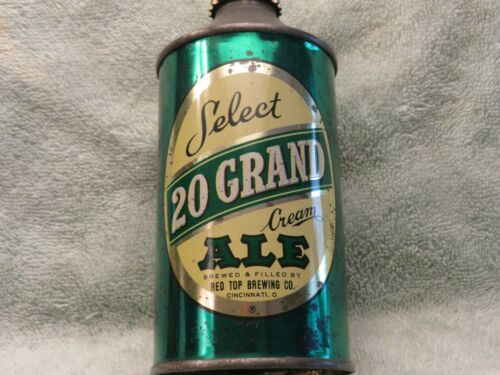 Select
20 GRAND
Cream
ALE
BREWED & FILLED BY
RED TOP BREWING CO.
CINCINNATI, O
®